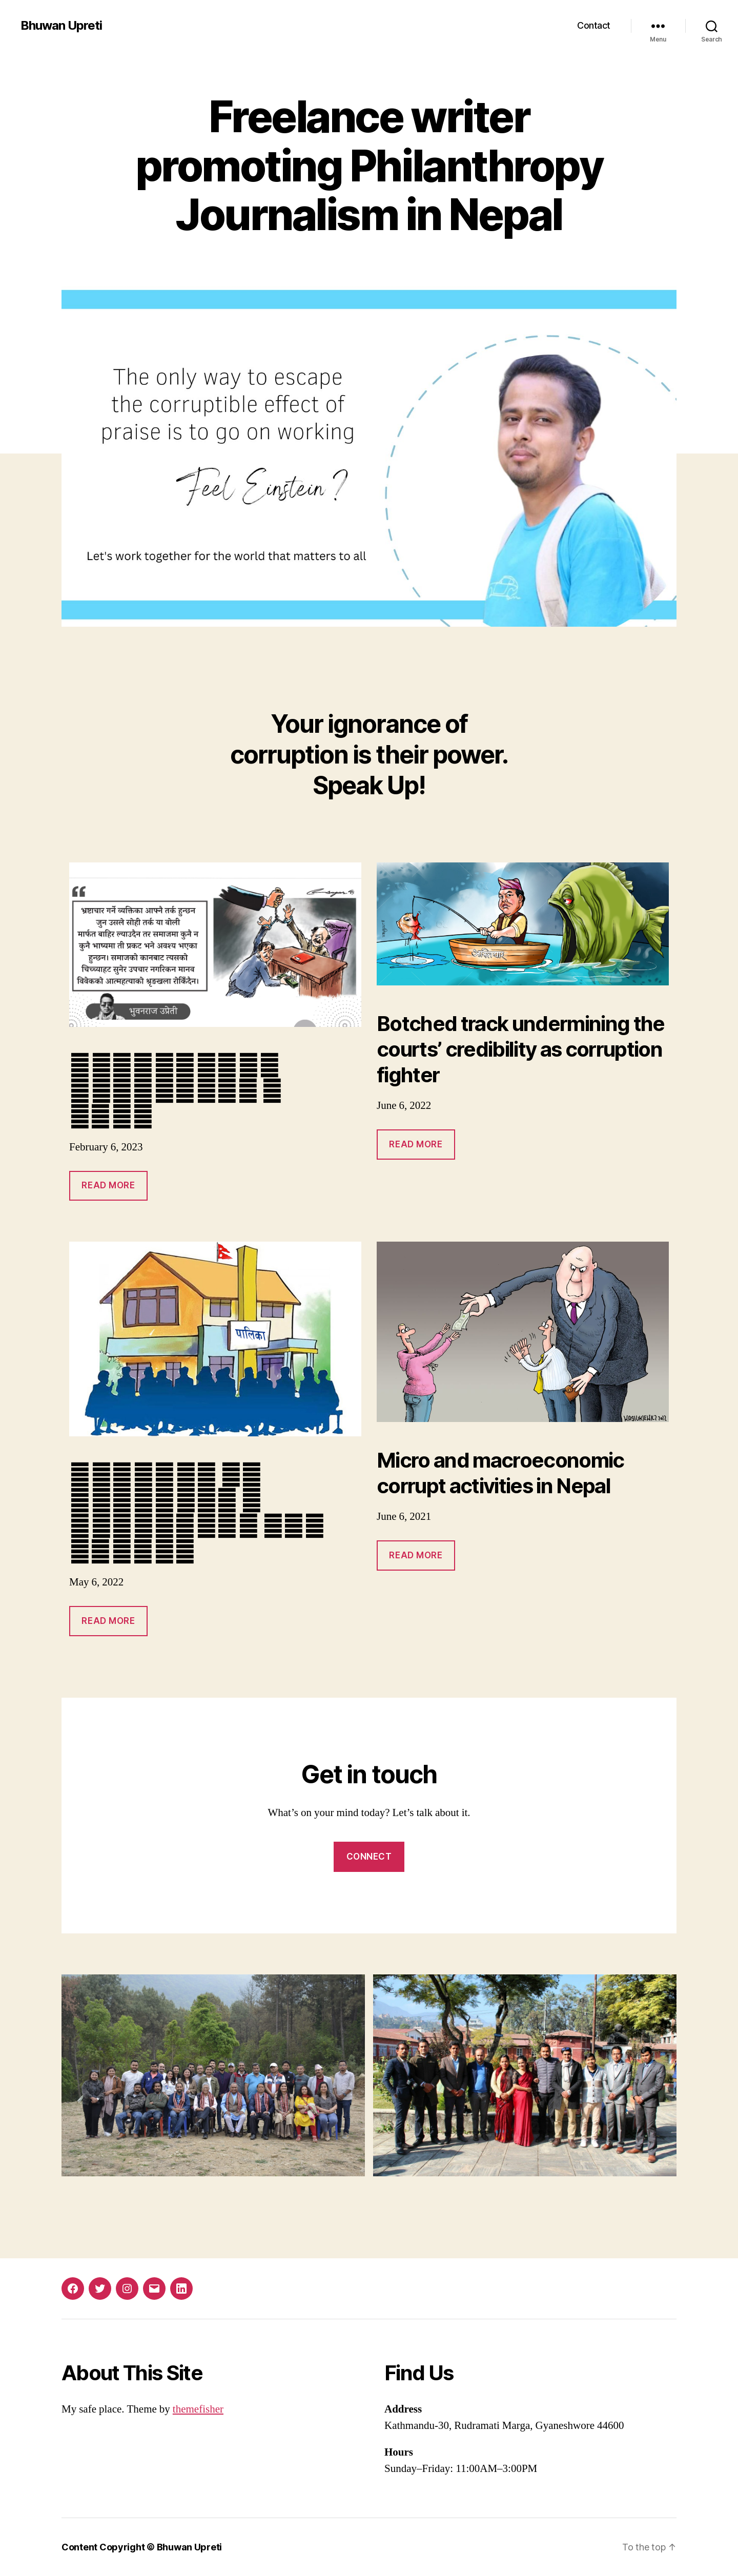 Bhuwan Upreti
Contact
Menu
Search
Freelance writer
promoting Philanthropy
Journalism in Nepal
The only way to escape
the corruptible effect of
praise is to go on working
Feel Einstein?
Let's work together for the world that matters to all
Your ignorance of
corruption is their power.
Speak Up!
भ्रष्टाचार गर्ने व्यक्तिका आफ्नै तर्क हुन्छन
जुन उसले सोही तर्क या बोली
मार्फत बाहिर ल्याउदैन तर समाजमा कुनै न
कुनै भाष्यमा ती प्रकट भने अवश्य भएका
हुन्छन। समाजको कानबाट त्यसको
चिच्याहट सुनेर उपचार नगरिकन मानव
विवेकको आत्महत्याको श्रृङखला रोकिँदैन।
भुवनराज उप्रेती
Botched track undermining the
courts’ credibility as corruption
fighter
June 6, 2022
READ MORE
February 6, 2023
READ MORE
पालिका
Micro and macroeconomic
corrupt activities in Nepal
June 6, 2021
READ MORE
May 6, 2022
READ MORE
Get in touch
What’s on your mind today? Let’s talk about it.
CONNECT
About This Site
My safe place. Theme by themefisher
Find Us
Address
Kathmandu-30, Rudramati Marga, Gyaneshwore 44600
Hours
Sunday–Friday: 11:00AM–3:00PM
Content Copyright © Bhuwan Upreti
To the top ↑